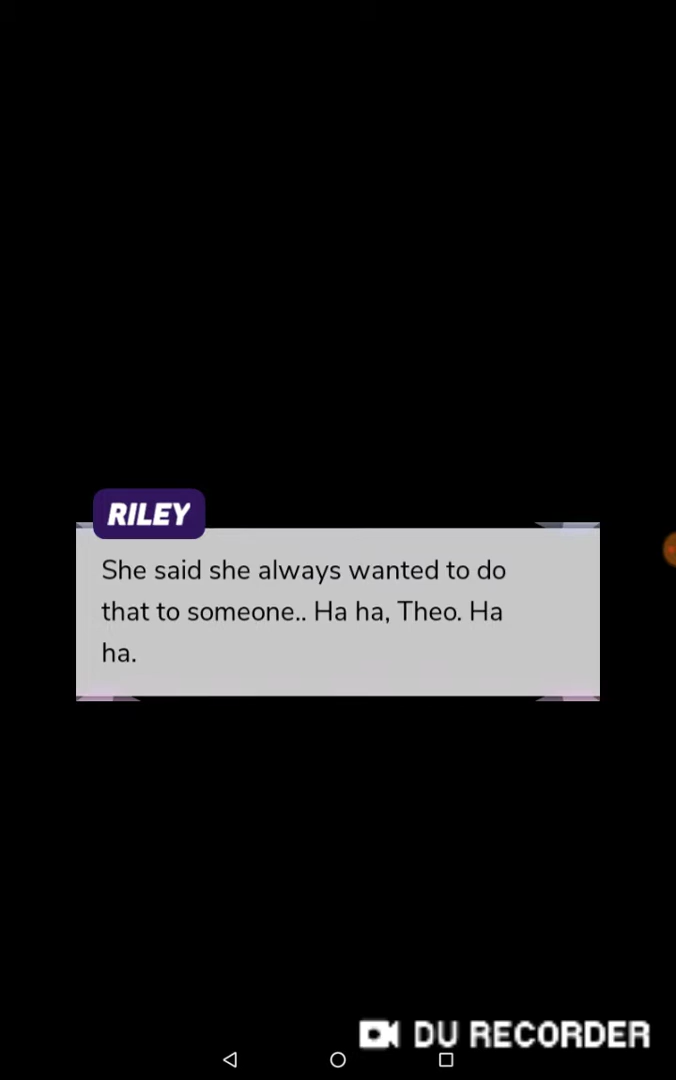 RILEY
She said she always wanted to do
that to someone.. Ha ha, Theo. Ha
ha.
DU RECORDER